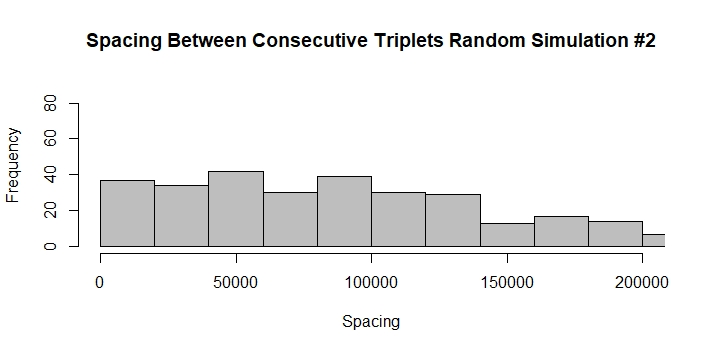 Spacing Between Consecutive Triplets Random Simulation #2
Frequency
80
60
40
20
0
0 50000 100000 150000 200000
Spacing